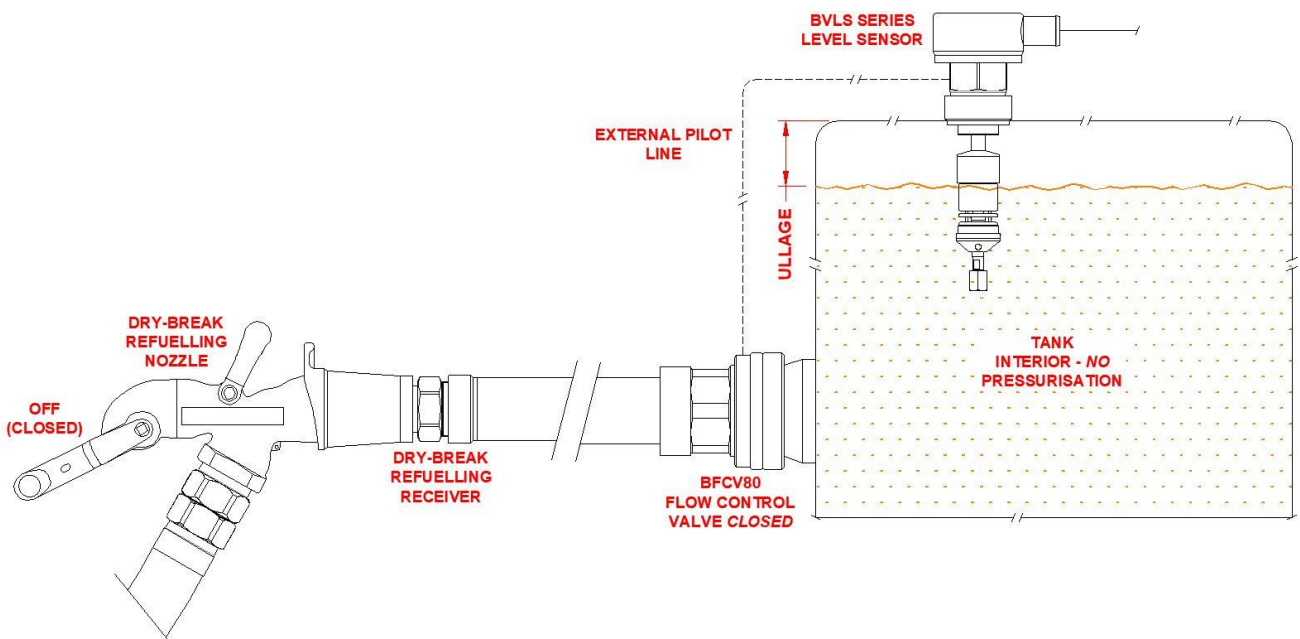 BVLS SERIES
LEVEL SENSOR
EXTERNAL PILOT
LINE
ULLAGE
DRY-BREAK
REFUELLING
NOZZLE
TANK
INTERIOR - NO
PRESSURISATION
OFF
(CLOSED)
DRY-BREAK
REFUELLING
RECEIVER
BFCV80
FLOW CONTROL
VALVE CLOSED